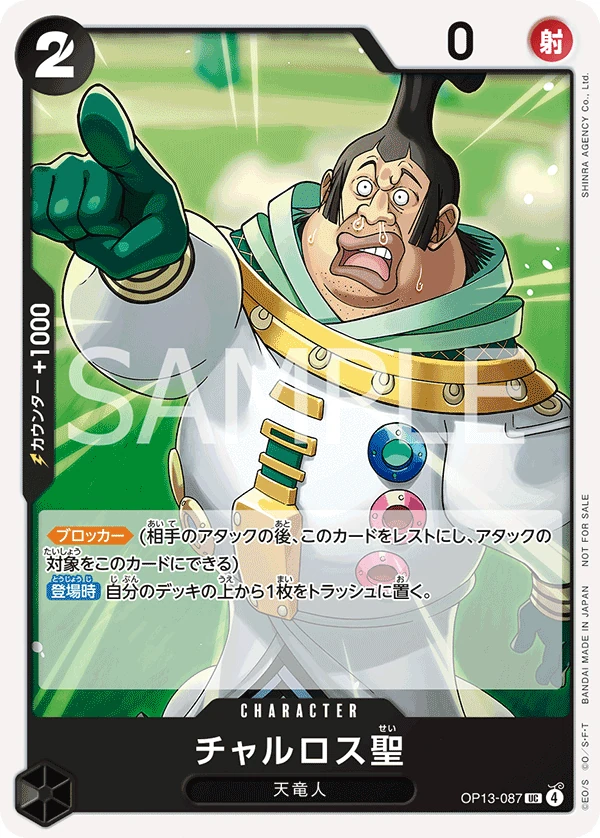 2
0
射
SHINRA AGENCY Co., Ltd.
カウンター +1000
SAMPLE
ブロッカー (相手のアタックの後、このカードをレストにし、アタックの
対象をこのカードにできる)
登場時 自分のデッキの上から1枚をトラッシュに置く。
©E.O/S ©O/S・F・T BANDAI MADE IN JAPAN NOT FOR SALE
CHARACTER
チャルロス聖
天竜人
OP13-087 UC 4